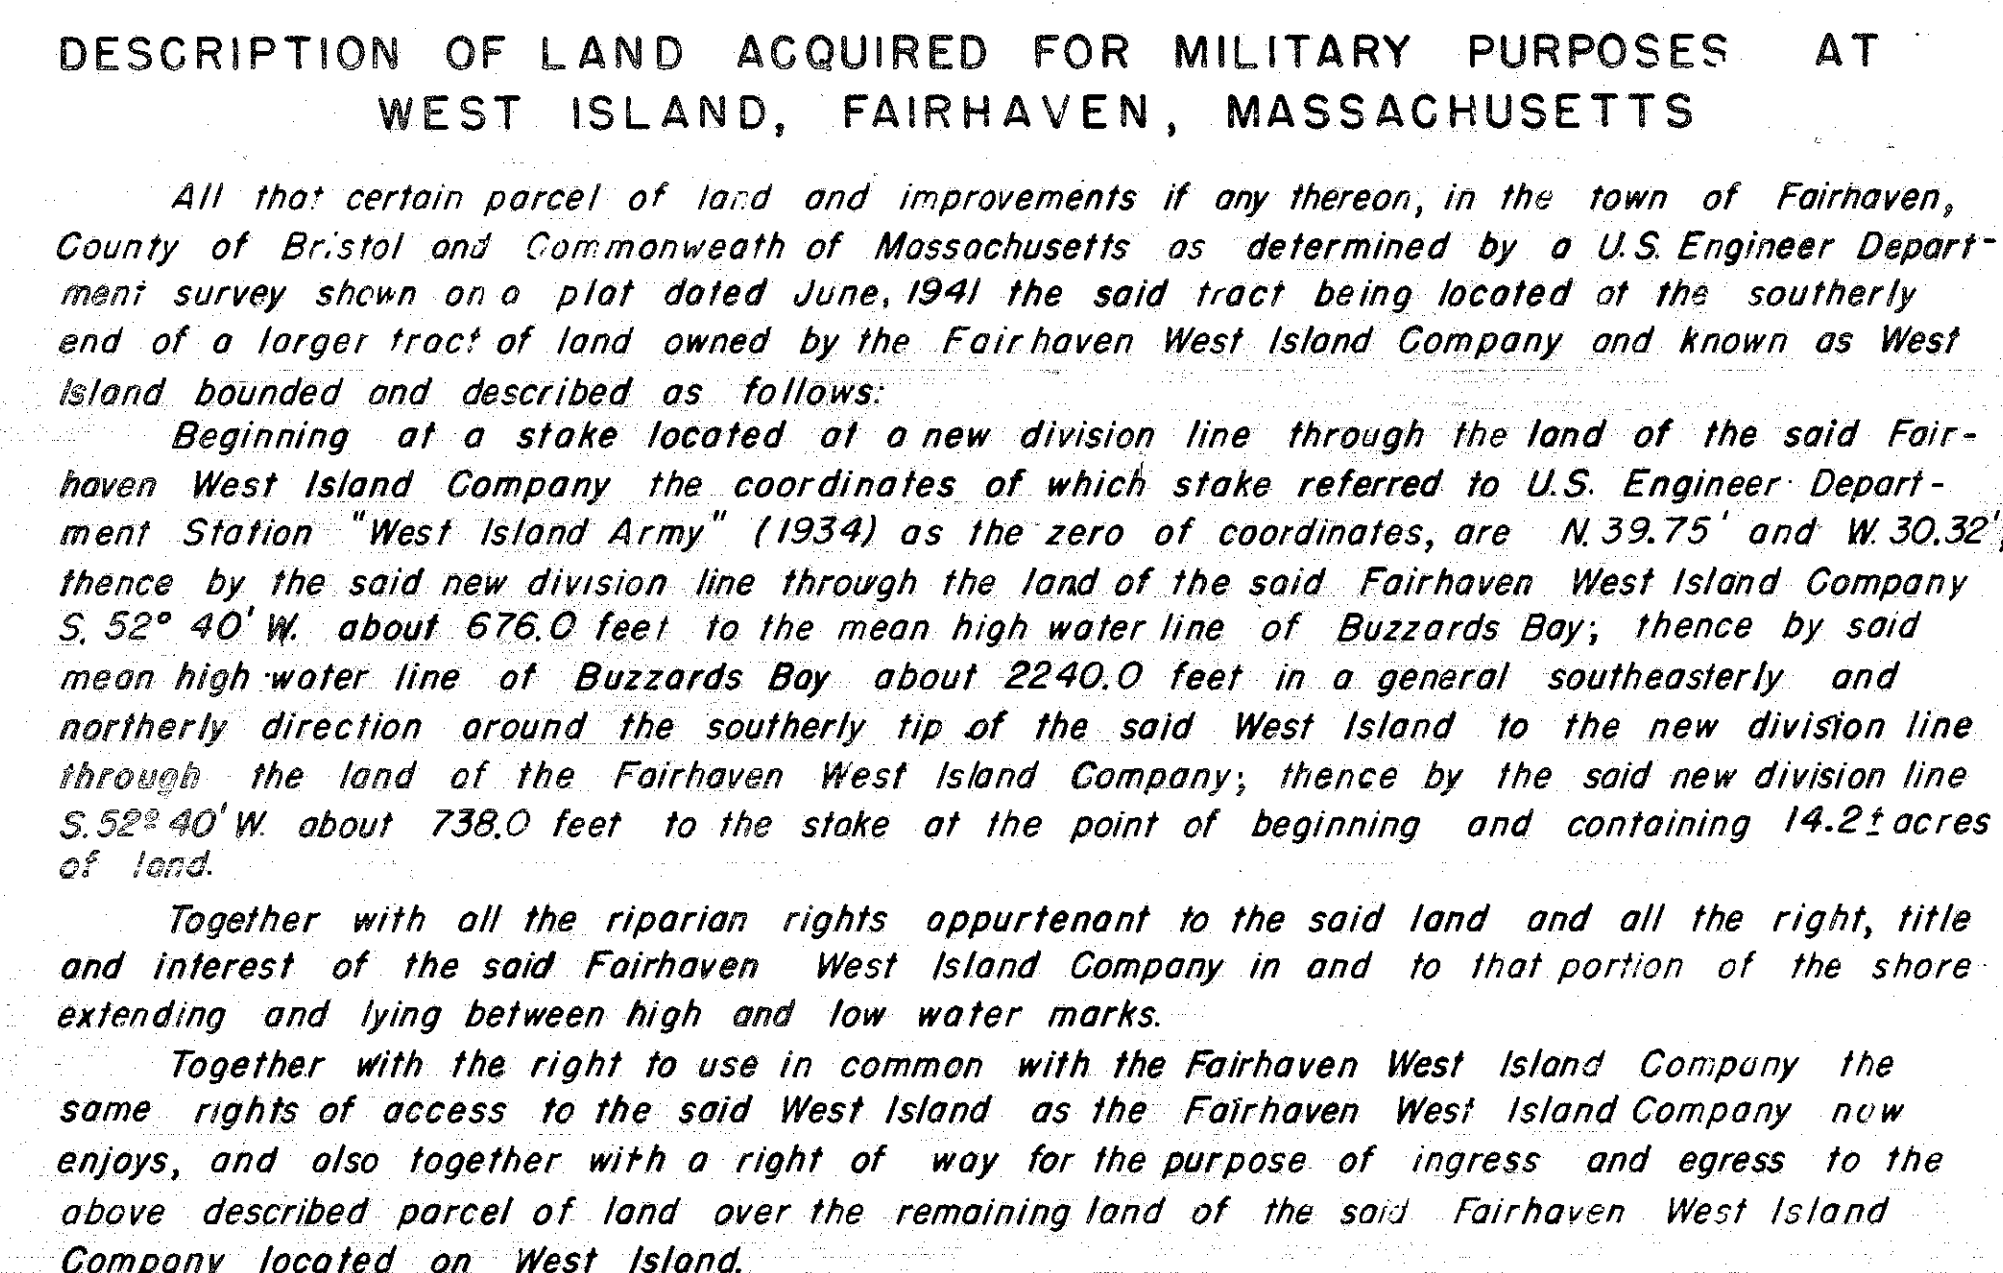 DESCRIPTION OF LAND ACQUIRED FOR MILITARY PURPOSES AT
WEST ISLAND, FAIRHAVEN, MASSACHUSETTS
All that certain parcel of land and improvements if any thereon, in the town of Fairhaven,
County of Bristol and Commonweath of Massachusetts as determined by a U.S. Engineer Depart-
ment survey shown on a plat dated June, 1941 the said tract being located at the southerly
end of a larger tract of land owned by the Fairhaven West Island Company and known as West
Island bounded and described as follows:
Beginning at a stake located at a new division line through the land of the said Fair-
haven West Island Company the coordinates of which stake referred to U.S. Engineer Depart-
ment Station "West Island Army" (1934) as the zero of coordinates, are N. 39.75' and W. 30.32';
thence by the said new division line through the land of the said Fairhaven West Island Company
S. 52° 40' W. about 676.0 feet to the mean high water line of Buzzards Bay; thence by said
mean high water line of Buzzards Bay about 2240.0 feet in a general southeasterly and
northerly direction around the southerly tip of the said West Island to the new division line
through the land of the Fairhaven West Island Company; thence by the said new division line
S. 52° 40' W. about 738.0 feet to the stake at the point of beginning and containing 14.2± acres
of land.
Together with all the riparian rights appurtenant to the said land and all the right, title
and interest of the said Fairhaven West Island Company in and to that portion of the shore
extending and lying between high and low water marks.
Together with the right to use in common with the Fairhaven West Island Company the
same rights of access to the said West Island as the Fairhaven West Island Company now
enjoys, and also together with a right of way for the purpose of ingress and egress to the
above described parcel of land over the remaining land of the said Fairhaven West Island
Company located on West Island.